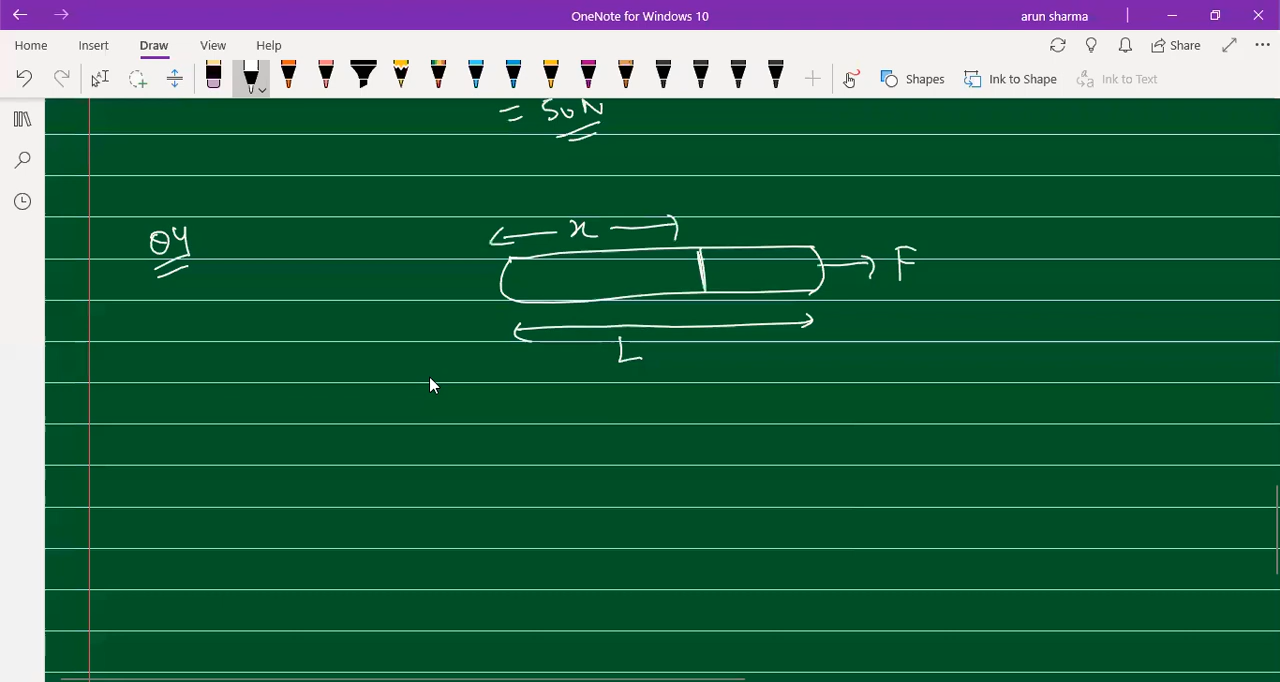 OneNote for Windows 10
arun sharma
Home Insert Draw View Help
Share
Shapes Ink to Shape Ink to Text
= 50N
Q4
x
F
L